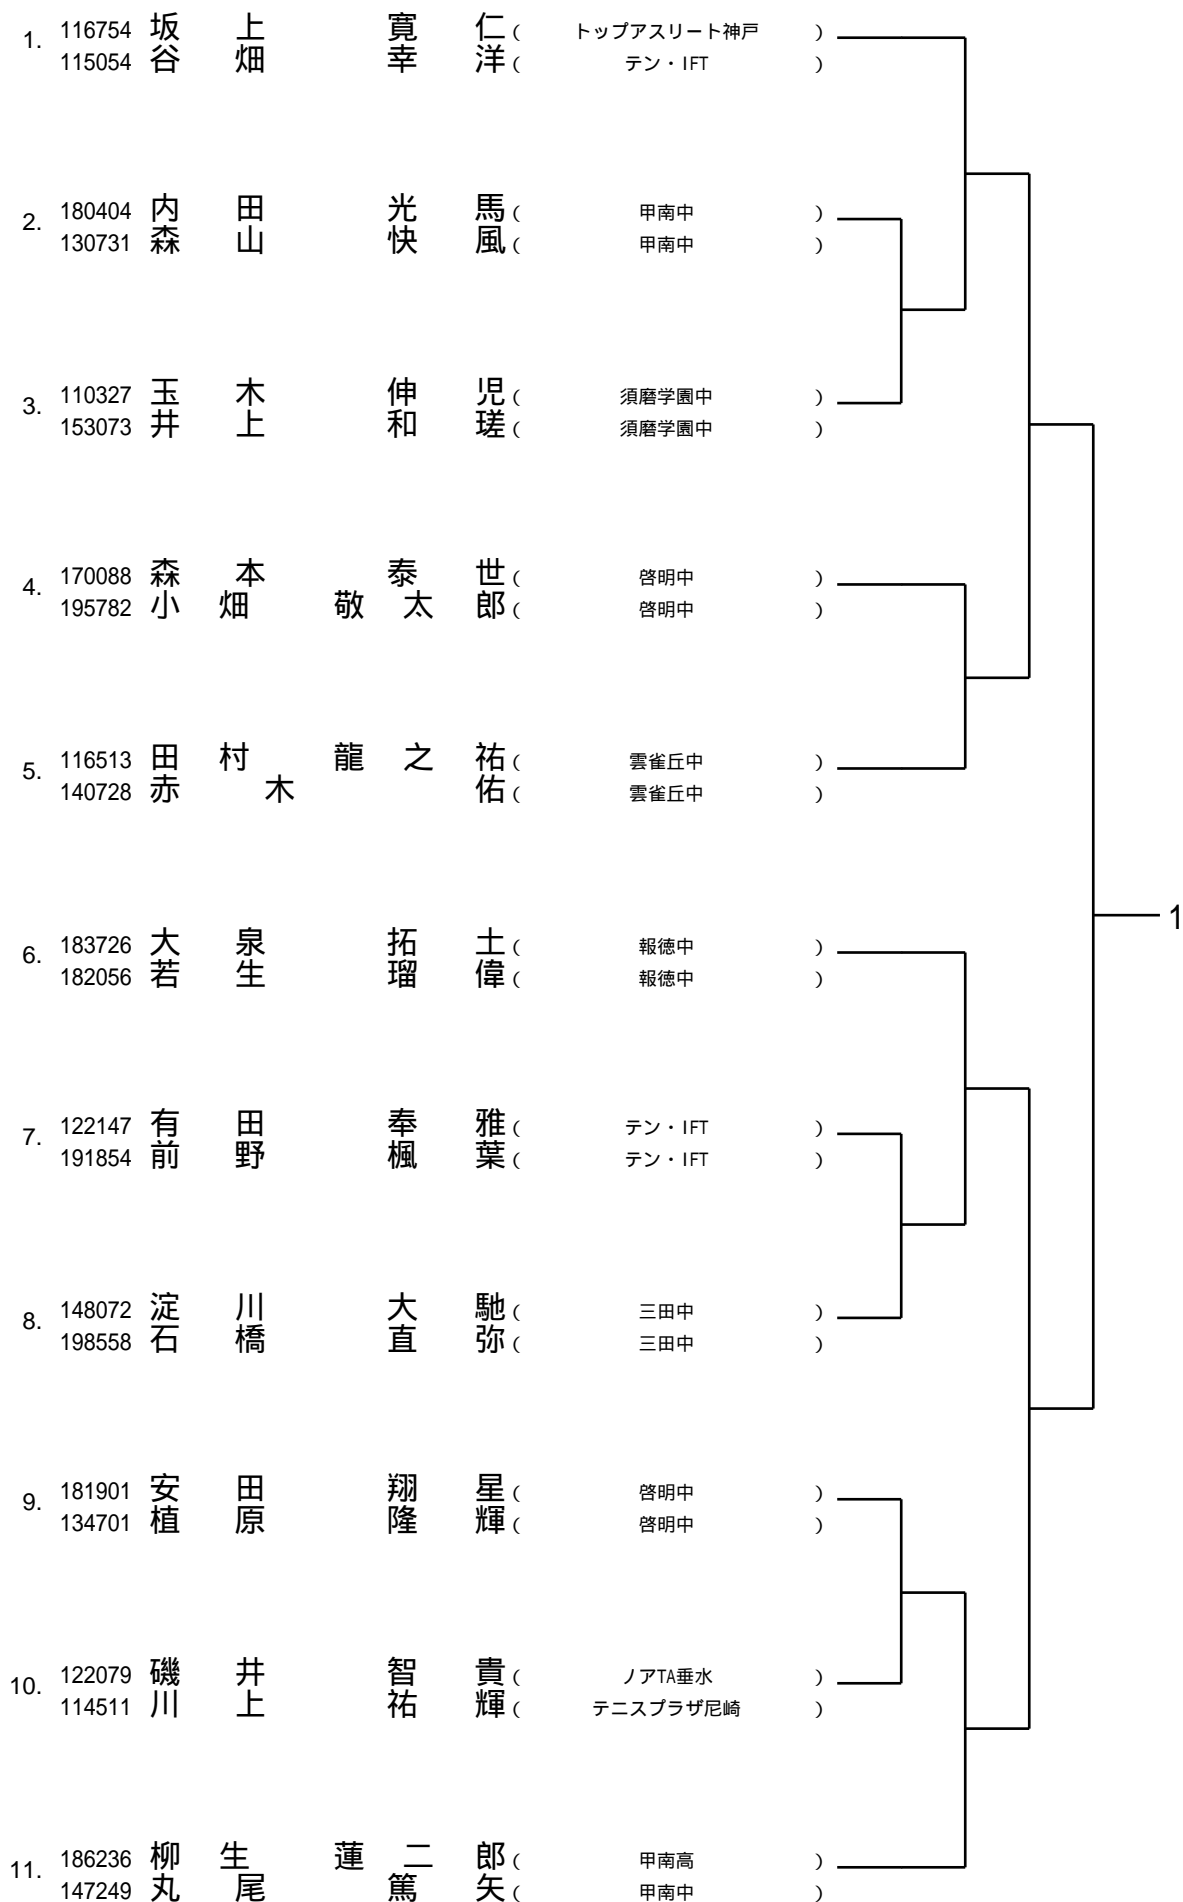 1. 116754 坂上 寛仁 ( トップアスリート神戸 )
115054 谷畑 幸洋 ( テン・IFT )
2. 180404 内田 光馬 ( 甲南中 )
130731 森山 快風 ( 甲南中 )
3. 110327 玉木 伸児 ( 須磨学園中 )
153073 井上 和瑳 ( 須磨学園中 )
4. 170088 森本 泰世 ( 啓明中 )
195782 小畑 敬太郎 ( 啓明中 )
5. 116513 田村 龍之祐 ( 雲雀丘中 )
140728 赤木 佑 ( 雲雀丘中 )
1
6. 183726 大泉 拓土 ( 報徳中 )
182056 若生 瑠偉 ( 報徳中 )
7. 122147 有田 奉雅 ( テン・IFT )
191854 前野 楓葉 ( テン・IFT )
8. 148072 淀川 大馳 ( 三田中 )
198558 石橋 直弥 ( 三田中 )
9. 181901 安田 翔星 ( 啓明中 )
134701 植原 隆輝 ( 啓明中 )
10. 122079 磯井 智貴 ( ノアTA垂水 )
114511 川上 祐輝 ( テニスプラザ尼崎 )
11. 186236 柳生 蓮二郎 ( 甲南高 )
147249 丸尾 篤矢 ( 甲南中 )